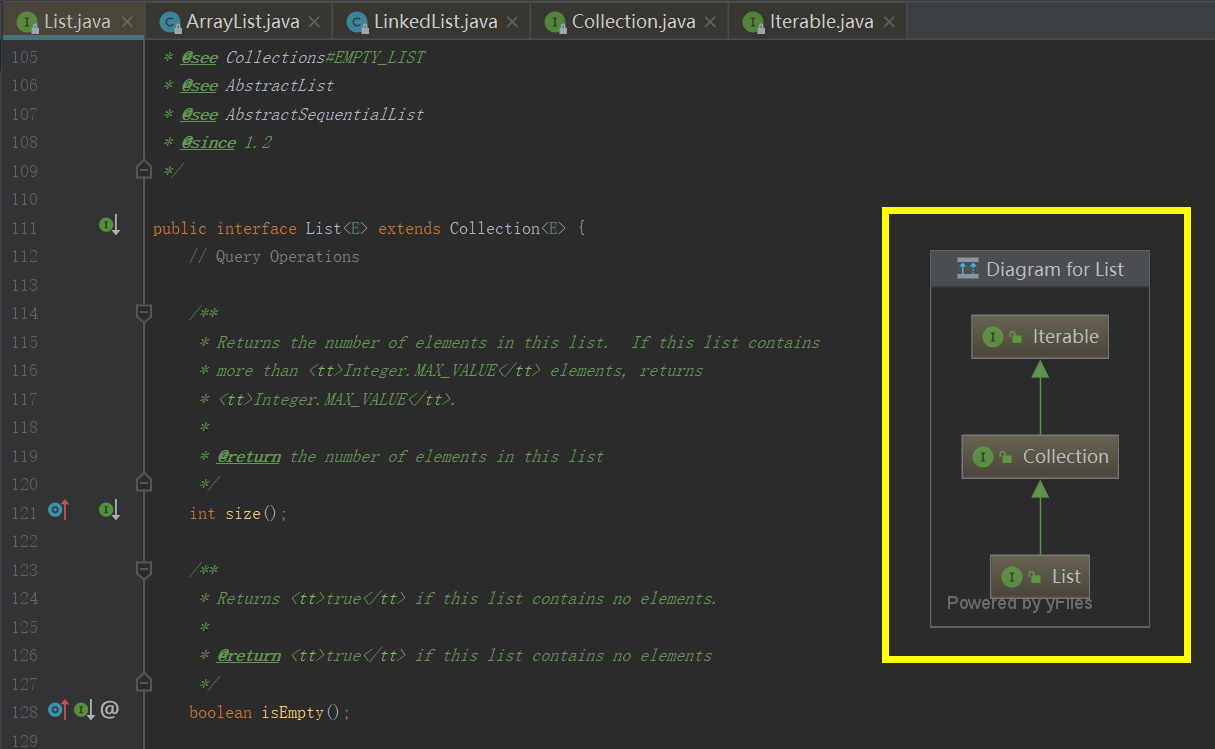 List.java × ArrayList.java × LinkedList.java × Collection.java × Iterable.java ×
105 * @see Collections#EMPTY_LIST
106 * @see AbstractList
107 * @see AbstractSequentialList
108 * @since 1.2
109 */
110
111 public interface List<E> extends Collection<E> {
112 // Query Operations
113
114 /**
115 * Returns the number of elements in this list.  If this list contains
116 * more than <tt>Integer.MAX_VALUE</tt> elements, returns
117 * <tt>Integer.MAX_VALUE</tt>.
118 *
119 * @return the number of elements in this list
120 */
121 int size();
122
123 /**
124 * Returns <tt>true</tt> if this list contains no elements.
125 *
126 * @return <tt>true</tt> if this list contains no elements
127 */
128 @ boolean isEmpty();
129
Diagram for List
I Iterable
I Collection
I List
Powered by yFiles